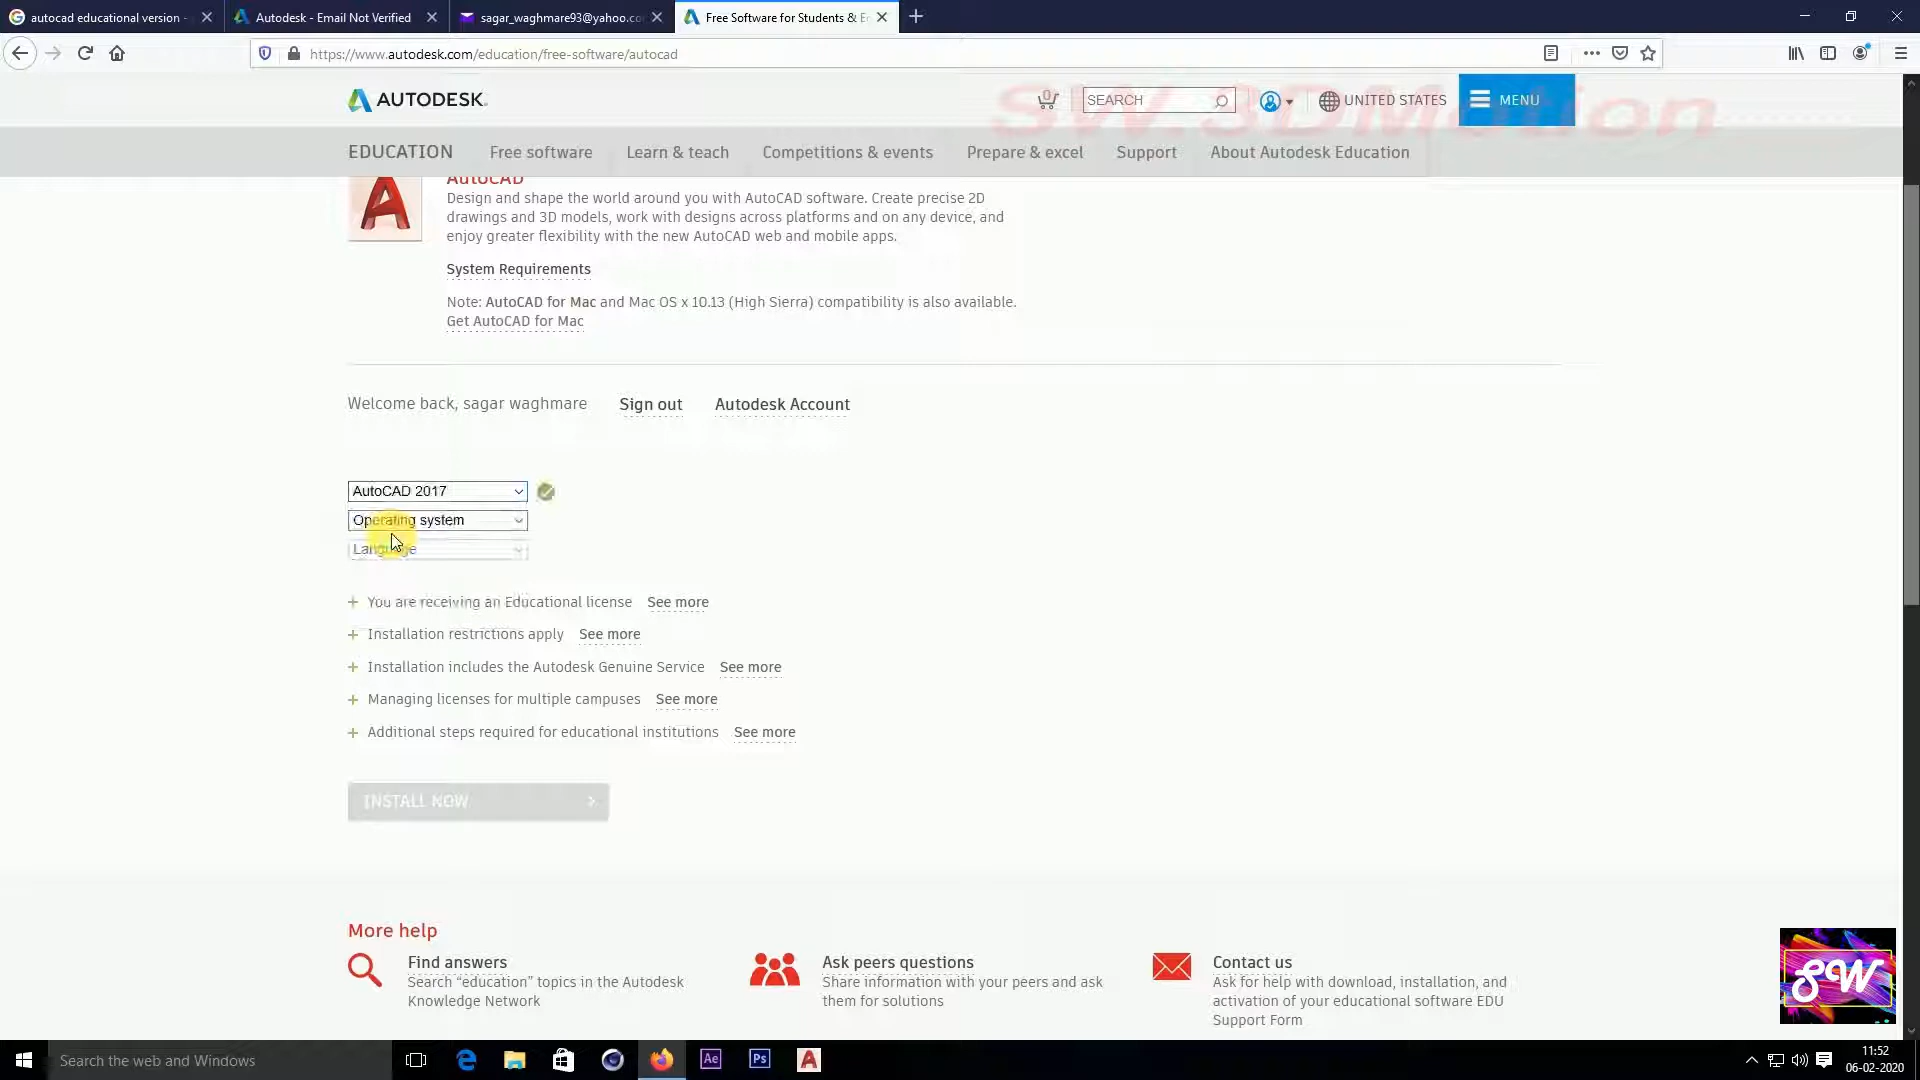 autocad educational version -
Autodesk - Email Not Verified
sagar_waghmare93@yahoo.co
Free Software for Students & E
https://www.autodesk.com/education/free-software/autocad
AUTODESK.
0
SEARCH
UNITED STATES
MENU
SW.3DMotion
EDUCATION
Free software
Learn & teach
Competitions & events
Prepare & excel
Support
About Autodesk Education
AutoCAD
Design and shape the world around you with AutoCAD software. Create precise 2D
drawings and 3D models, work with designs across platforms and on any device, and
enjoy greater flexibility with the new AutoCAD web and mobile apps.
System Requirements
Note: AutoCAD for Mac and Mac OS x 10.13 (High Sierra) compatibility is also available.
Get AutoCAD for Mac
Welcome back, sagar waghmare
Sign out
Autodesk Account
AutoCAD 2017
Operating system
Language
+ You are receiving an Educational license See more
+ Installation restrictions apply See more
+ Installation includes the Autodesk Genuine Service See more
+ Managing licenses for multiple campuses See more
+ Additional steps required for educational institutions See more
INSTALL NOW
More help
Find answers
Search “education” topics in the Autodesk
Knowledge Network
Ask peers questions
Share information with your peers and ask
them for solutions
Contact us
Ask for help with download, installation, and
activation of your educational software EDU
Support Form
SW
Search the web and Windows
Ae
Ps
A
11:52
06-02-2020